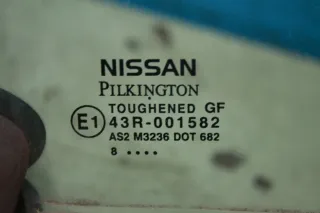 NISSAN
PILKINGTON
TOUGHENED GF
E1 43R-001582
AS2 M3236 DOT 682
8 ····